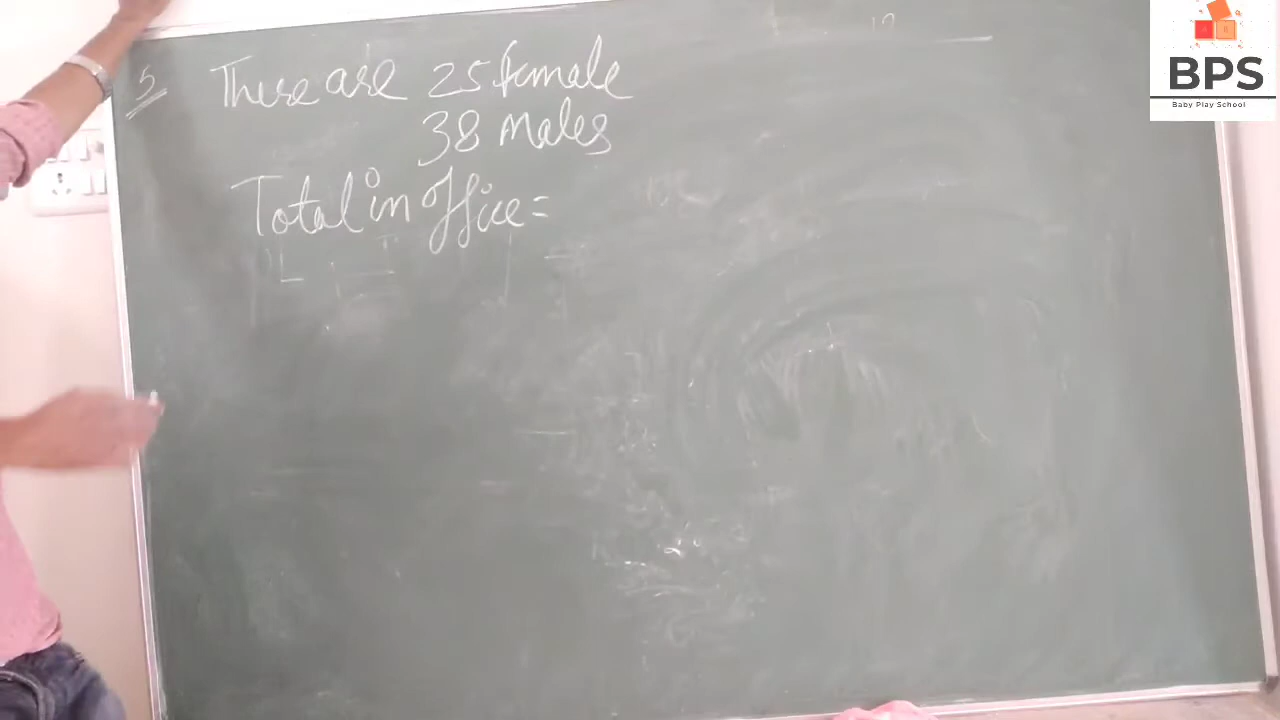 5 There are 25 female
38 males
Total in office =
BPS
Baby Play School